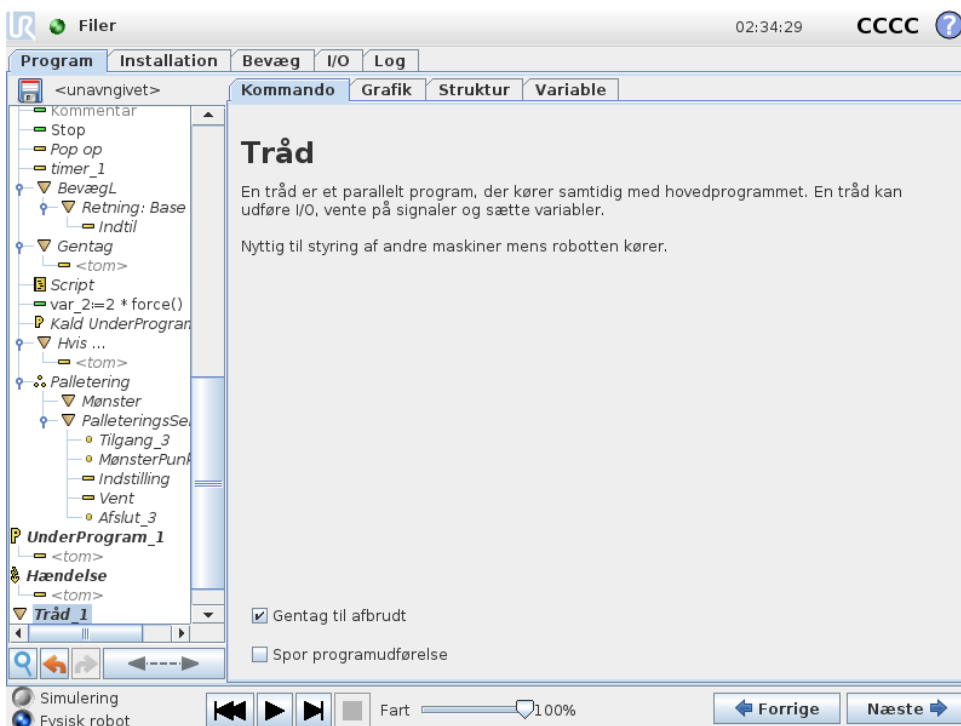 UR Filer 02:34:29 CCCC ?
Program Installation Bevæg I/O Log
<unavngivet>
Kommando Grafik Struktur Variable
Kommentar
Stop
Pop op
timer_1
BevægL
Retning: Base
Indtil
Gentag
<tom>
Script
var_2:=2 * force()
Kald UnderProgram
Hvis ...
<tom>
Palletering
Mønster
PalleteringsSe
Tilgang_3
MønsterPunk
Indstilling
Vent
Afslut_3
UnderProgram_1
<tom>
Hændelse
<tom>
Tråd_1
Tråd
En tråd er et parallelt program, der kører samtidig med hovedprogrammet. En tråd kan
udføre I/O, vente på signaler og sætte variabler.
Nyttig til styring af andre maskiner mens robotten kører.
Gentag til afbrudt
Spor programudførelse
Simulering
Fysisk robot
Fart 100%
Forrige Næste